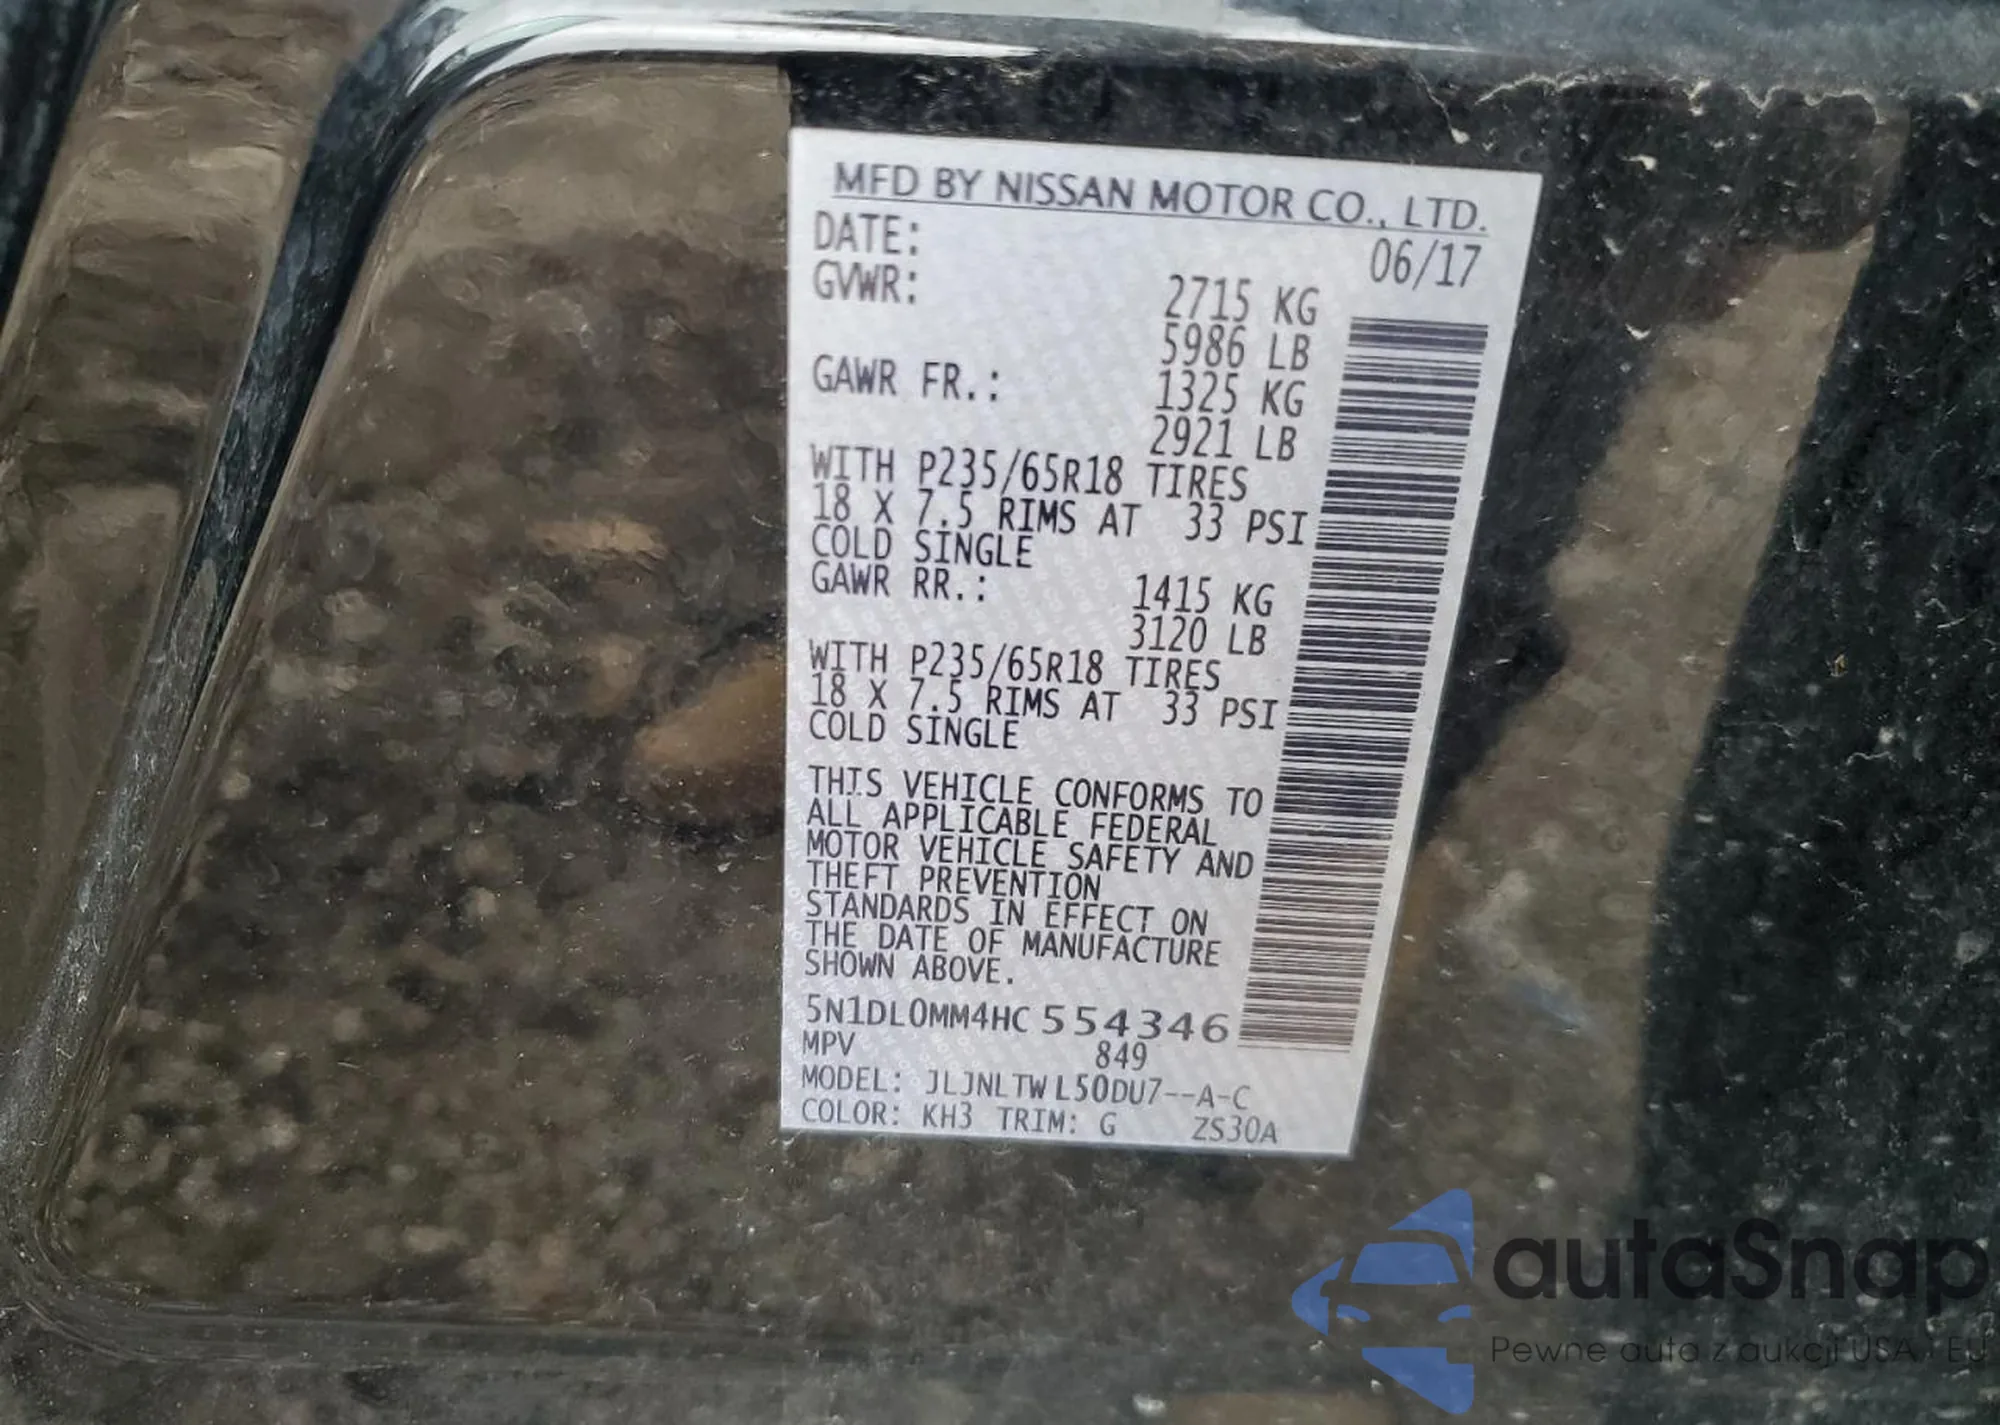 MFD BY NISSAN MOTOR CO., LTD.
DATE: 06/17
GVWR: 2715 KG
5986 LB
GAWR FR.: 1325 KG
2921 LB
WITH P235/65R18 TIRES
18 X 7.5 RIMS AT 33 PSI
COLD SINGLE
GAWR RR.: 1415 KG
3120 LB
WITH P235/65R18 TIRES
18 X 7.5 RIMS AT 33 PSI
COLD SINGLE
THIS VEHICLE CONFORMS TO
ALL APPLICABLE FEDERAL
MOTOR VEHICLE SAFETY AND
THEFT PREVENTION
STANDARDS IN EFFECT ON
THE DATE OF MANUFACTURE
SHOWN ABOVE.
5N1DL0MM4HC554346
MPV 849
MODEL: JLJNLTWL50DU7--A-C
COLOR: KH3 TRIM: G ZS30A
autaSnap
Pewne auta z aukcji USA i EU